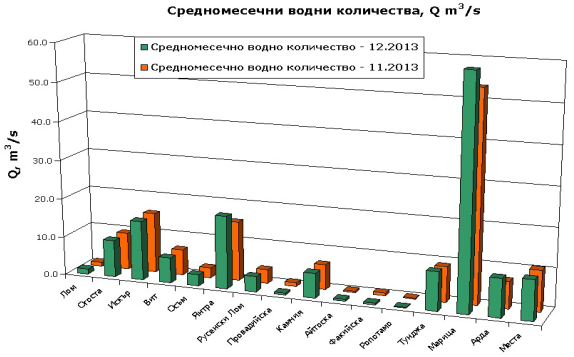 Средномесечни водни количества, Q m³/s
Средномесечно водно количество - 12.2013
Средномесечно водно количество - 11.2013
Q, m³/s
60.0
50.0
40.0
30.0
20.0
10.0
0.0
Лом
Огоста
Искър
Вит
Осъм
Янтра
Русенски Лом
Провадийска
Камчия
Айтоска
Факийска
Ропотамо
Тунджа
Марица
Арда
Места